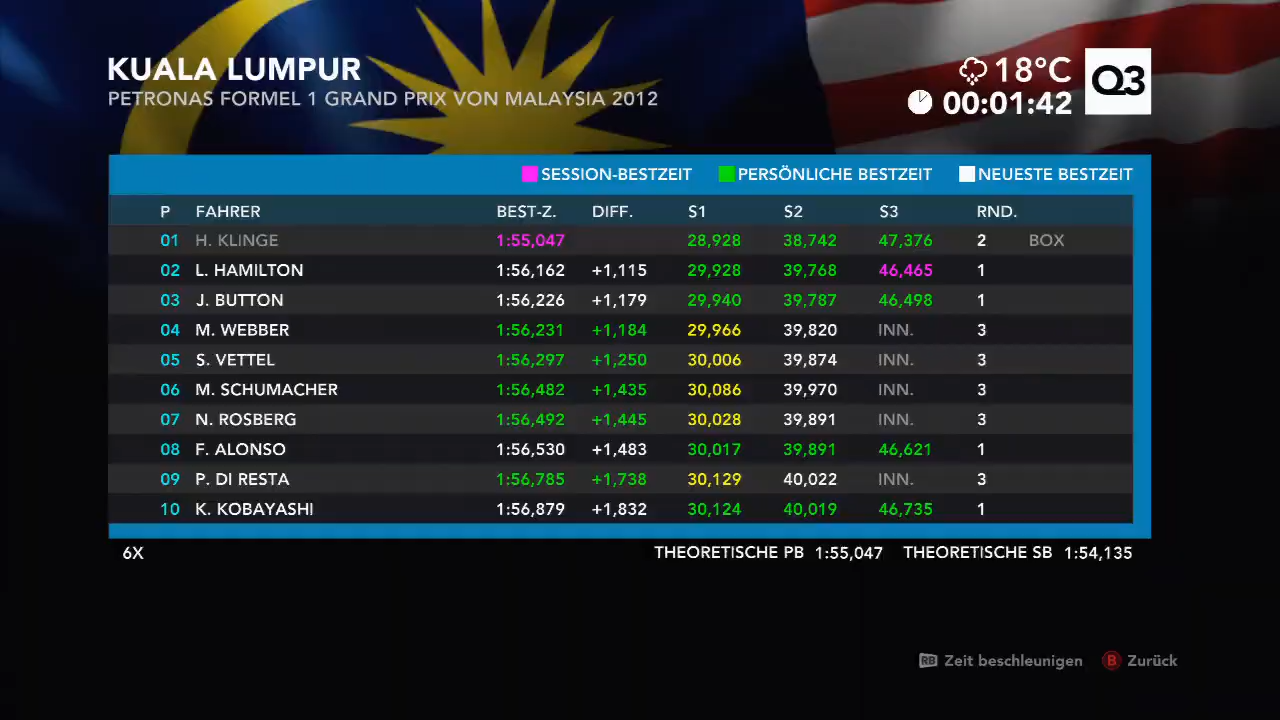 KUALA LUMPUR
PETRONAS FORMEL 1 GRAND PRIX VON MALAYSIA 2012
18°C
00:01:42
Q3
SESSION-BESTZEIT PERSÖNLICHE BESTZEIT NEUESTE BESTZEIT
P FAHRER BEST-Z. DIFF. S1 S2 S3 RND.
01 H. KLINGE 1:55,047 28,928 38,742 47,376 2 BOX
02 L. HAMILTON 1:56,162 +1,115 29,928 39,768 46,465 1
03 J. BUTTON 1:56,226 +1,179 29,940 39,787 46,498 1
04 M. WEBBER 1:56,231 +1,184 29,966 39,820 INN. 3
05 S. VETTEL 1:56,297 +1,250 30,006 39,874 INN. 3
06 M. SCHUMACHER 1:56,482 +1,435 30,086 39,970 INN. 3
07 N. ROSBERG 1:56,492 +1,445 30,028 39,891 INN. 3
08 F. ALONSO 1:56,530 +1,483 30,017 39,891 46,621 1
09 P. DI RESTA 1:56,785 +1,738 30,129 40,022 INN. 3
10 K. KOBAYASHI 1:56,879 +1,832 30,124 40,019 46,735 1
6X THEORETISCHE PB 1:55,047 THEORETISCHE SB 1:54,135
RB Zeit beschleunigen B Zurück